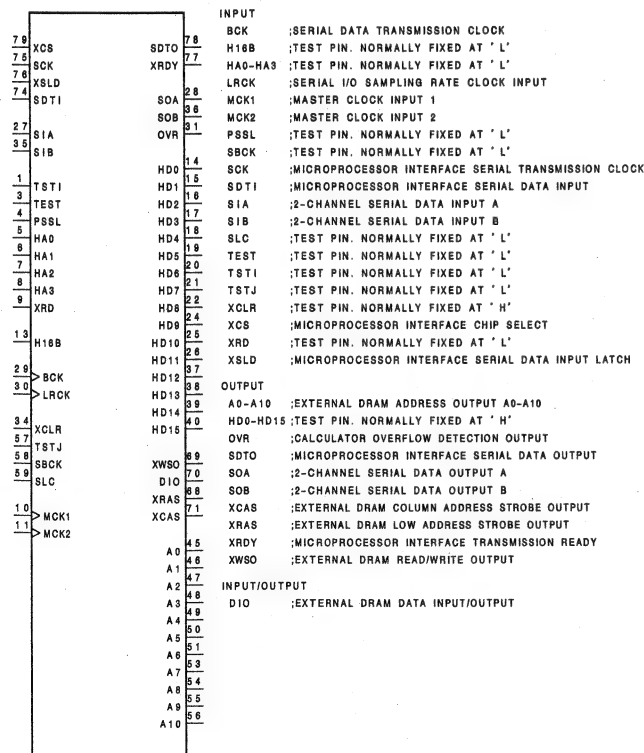 79 XCS
75 SCK
76 XSLD
74 SDTI
27 SIA
35 SIB
1 TSTI
3 TEST
4 PSSL
5 HA0
6 HA1
7 HA2
8 HA3
9 XRD
13 H16B
29 BCK
30 LRCK
34 XCLR
57 TSTJ
58 SBCK
59 SLC
10 MCK1
11 MCK2
SDTO 78
XRDY 77
SOA 28
SOB 36
OVR 31
HD0 14
HD1 15
HD2 16
HD3 17
HD4 18
HD5 19
HD6 20
HD7 21
HD8 22
HD9 24
HD10 25
HD11 26
HD12 37
HD13 38
HD14 39
HD15 40
XWSO 69
DIO 70
XRAS 68
XCAS 71
A0 45
A1 46
A2 47
A3 48
A4 49
A5 50
A6 51
A7 53
A8 54
A9 55
A10 56
INPUT
BCK ;SERIAL DATA TRANSMISSION CLOCK
H16B ;TEST PIN. NORMALLY FIXED AT 'L'
HA0-HA3 ;TEST PIN. NORMALLY FIXED AT 'L'
LRCK ;SERIAL I/O SAMPLING RATE CLOCK INPUT
MCK1 ;MASTER CLOCK INPUT 1
MCK2 ;MASTER CLOCK INPUT 2
PSSL ;TEST PIN. NORMALLY FIXED AT 'L'
SBCK ;TEST PIN. NORMALLY FIXED AT 'L'
SCK ;MICROPROCESSOR INTERFACE SERIAL TRANSMISSION CLOCK
SDTI ;MICROPROCESSOR INTERFACE SERIAL DATA INPUT
SIA ;2-CHANNEL SERIAL DATA INPUT A
SIB ;2-CHANNEL SERIAL DATA INPUT B
SLC ;TEST PIN. NORMALLY FIXED AT 'L'
TEST ;TEST PIN. NORMALLY FIXED AT 'L'
TSTI ;TEST PIN. NORMALLY FIXED AT 'L'
TSTJ ;TEST PIN. NORMALLY FIXED AT 'L'
XCLR ;TEST PIN. NORMALLY FIXED AT 'H'
XCS ;MICROPROCESSOR INTERFACE CHIP SELECT
XRD ;TEST PIN. NORMALLY FIXED AT 'L'
XSLD ;MICROPROCESSOR INTERFACE SERIAL DATA INPUT LATCH
OUTPUT
A0-A10 ;EXTERNAL DRAM ADDRESS OUTPUT A0-A10
HD0-HD15 ;TEST PIN. NORMALLY FIXED AT 'H'
OVR ;CALCULATOR OVERFLOW DETECTION OUTPUT
SDTO ;MICROPROCESSOR INTERFACE SERIAL DATA OUTPUT
SOA ;2-CHANNEL SERIAL DATA OUTPUT A
SOB ;2-CHANNEL SERIAL DATA OUTPUT B
XCAS ;EXTERNAL DRAM COLUMN ADDRESS STROBE OUTPUT
XRAS ;EXTERNAL DRAM LOW ADDRESS STROBE OUTPUT
XRDY ;MICROPROCESSOR INTERFACE TRANSMISSION READY
XWSO ;EXTERNAL DRAM READ/WRITE OUTPUT
INPUT/OUTPUT
DIO ;EXTERNAL DRAM DATA INPUT/OUTPUT